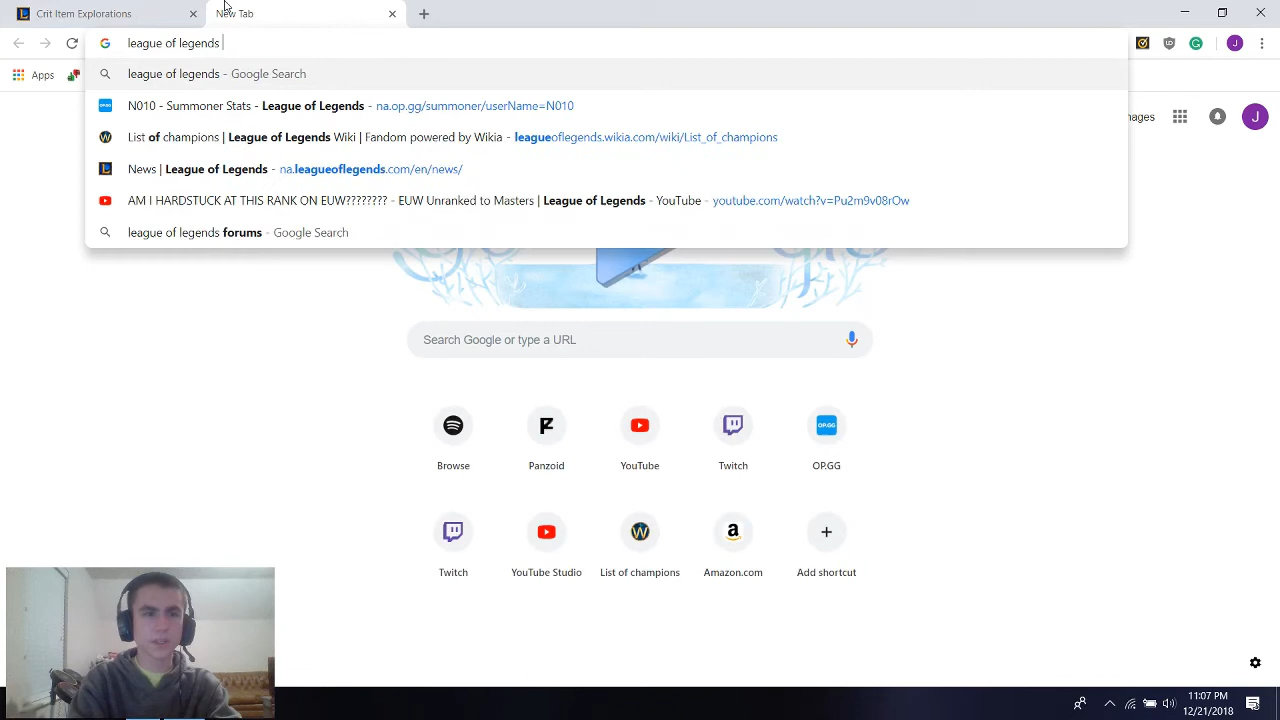 Crit Item Explorations
New Tab
league of legends
league of legends - Google Search
N010 - Summoner Stats - League of Legends - na.op.gg/summoner/userName=N010
List of champions | League of Legends Wiki | Fandom powered by Wikia - leagueoflegends.wikia.com/wiki/List_of_champions
News | League of Legends - na.leagueoflegends.com/en/news/
AM I HARDSTUCK AT THIS RANK ON EUW???????? - EUW Unranked to Masters | League of Legends - YouTube - youtube.com/watch?v=Pu2m9v08rOw
league of legends forums - Google Search
Apps
J
mages
J
Search Google or type a URL
OP.GG
Browse
Panzoid
YouTube
Twitch
OP.GG
Twitch
YouTube Studio
List of champions
Amazon.com
Add shortcut
11:07 PM
12/21/2018